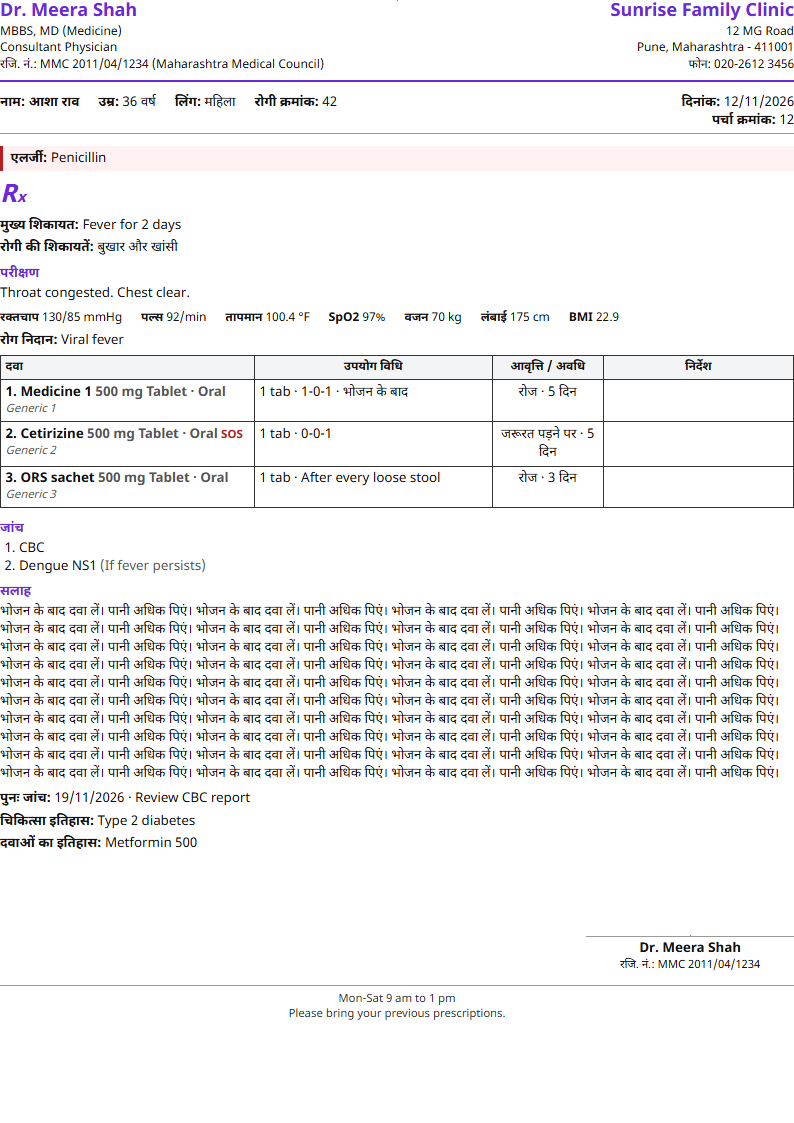 Dr. Meera Shah
MBBS, MD (Medicine)
Consultant Physician
रजि. नं.: MMC 2011/04/1234 (Maharashtra Medical Council)
Sunrise Family Clinic
12 MG Road
Pune, Maharashtra - 411001
फोन: 020-2612 3456
नाम: आशा राव उम्र: 36 वर्ष लिंग: महिला रोगी क्रमांक: 42
दिनांक: 12/11/2026
पर्चा क्रमांक: 12
एलर्जी: Penicillin
Rx
मुख्य शिकायत: Fever for 2 days
रोगी की शिकायतें: बुखार और खांसी
परीक्षण
Throat congested. Chest clear.
रक्तचाप 130/85 mmHg पल्स 92/min तापमान 100.4 °F SpO2 97% वजन 70 kg लंबाई 175 cm BMI 22.9
रोग निदान: Viral fever
दवा उपयोग विधि आवृत्ति / अवधि निर्देश
1. Medicine 1 500 mg Tablet · Oral 1 tab · 1-0-1 · भोजन के बाद रोज · 5 दिन
Generic 1
2. Cetirizine 500 mg Tablet · Oral SOS 1 tab · 0-0-1 जरूरत पड़ने पर · 5
Generic 2 दिन
3. ORS sachet 500 mg Tablet · Oral 1 tab · After every loose stool रोज · 3 दिन
Generic 3
जांच
1. CBC
2. Dengue NS1 (If fever persists)
सलाह
भोजन के बाद दवा लें। पानी अधिक पिएं। भोजन के बाद दवा लें। पानी अधिक पिएं। भोजन के बाद दवा लें। पानी अधिक पिएं। भोजन के बाद दवा लें। पानी अधिक पिएं।
भोजन के बाद दवा लें। पानी अधिक पिएं। भोजन के बाद दवा लें। पानी अधिक पिएं। भोजन के बाद दवा लें। पानी अधिक पिएं। भोजन के बाद दवा लें। पानी अधिक पिएं।
भोजन के बाद दवा लें। पानी अधिक पिएं। भोजन के बाद दवा लें। पानी अधिक पिएं। भोजन के बाद दवा लें। पानी अधिक पिएं। भोजन के बाद दवा लें। पानी अधिक पिएं।
भोजन के बाद दवा लें। पानी अधिक पिएं। भोजन के बाद दवा लें। पानी अधिक पिएं। भोजन के बाद दवा लें। पानी अधिक पिएं। भोजन के बाद दवा लें। पानी अधिक पिएं।
भोजन के बाद दवा लें। पानी अधिक पिएं। भोजन के बाद दवा लें। पानी अधिक पिएं। भोजन के बाद दवा लें। पानी अधिक पिएं। भोजन के बाद दवा लें। पानी अधिक पिएं।
भोजन के बाद दवा लें। पानी अधिक पिएं। भोजन के बाद दवा लें। पानी अधिक पिएं। भोजन के बाद दवा लें। पानी अधिक पिएं। भोजन के बाद दवा लें। पानी अधिक पिएं।
भोजन के बाद दवा लें। पानी अधिक पिएं। भोजन के बाद दवा लें। पानी अधिक पिएं। भोजन के बाद दवा लें। पानी अधिक पिएं। भोजन के बाद दवा लें। पानी अधिक पिएं।
भोजन के बाद दवा लें। पानी अधिक पिएं। भोजन के बाद दवा लें। पानी अधिक पिएं। भोजन के बाद दवा लें। पानी अधिक पिएं। भोजन के बाद दवा लें। पानी अधिक पिएं।
भोजन के बाद दवा लें। पानी अधिक पिएं। भोजन के बाद दवा लें। पानी अधिक पिएं। भोजन के बाद दवा लें। पानी अधिक पिएं। भोजन के बाद दवा लें। पानी अधिक पिएं।
भोजन के बाद दवा लें। पानी अधिक पिएं। भोजन के बाद दवा लें। पानी अधिक पिएं। भोजन के बाद दवा लें। पानी अधिक पिएं। भोजन के बाद दवा लें। पानी अधिक पिएं।
पुनः जांच: 19/11/2026 · Review CBC report
चिकित्सा इतिहास: Type 2 diabetes
दवाओं का इतिहास: Metformin 500
Dr. Meera Shah
रजि. नं.: MMC 2011/04/1234
Mon-Sat 9 am to 1 pm
Please bring your previous prescriptions.